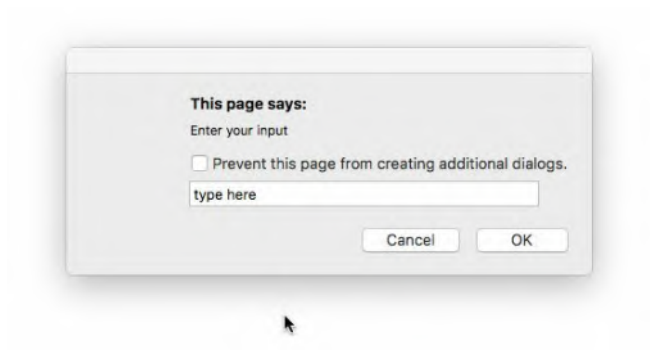 This page says:
Enter your input
Prevent this page from creating additional dialogs.
type here
Cancel OK